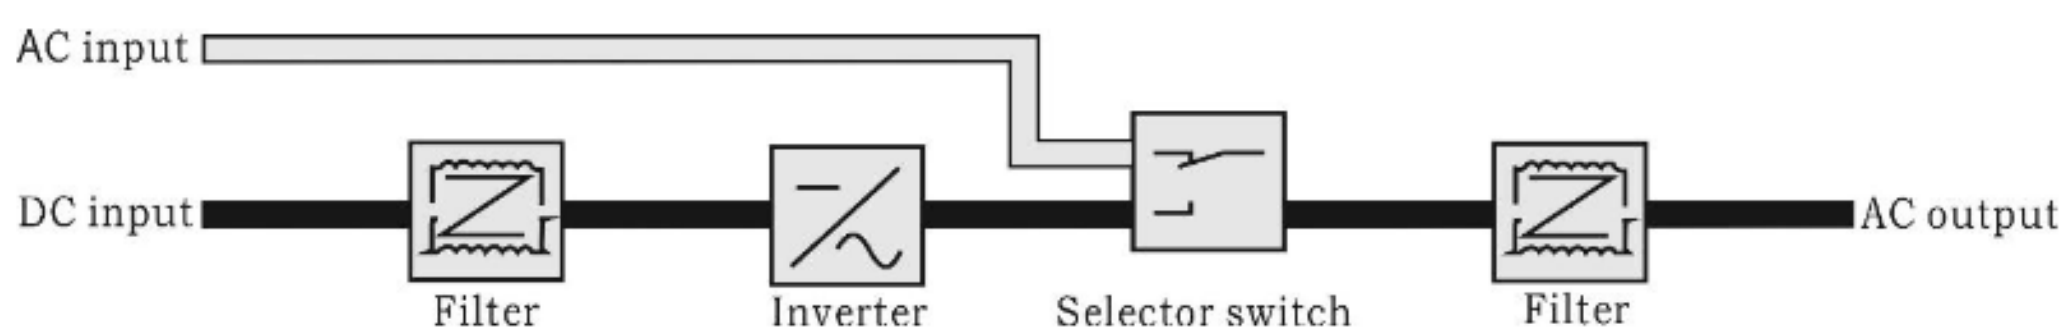 AC input
DC input
AC output
Filter
Inverter
Selector switch
Filter